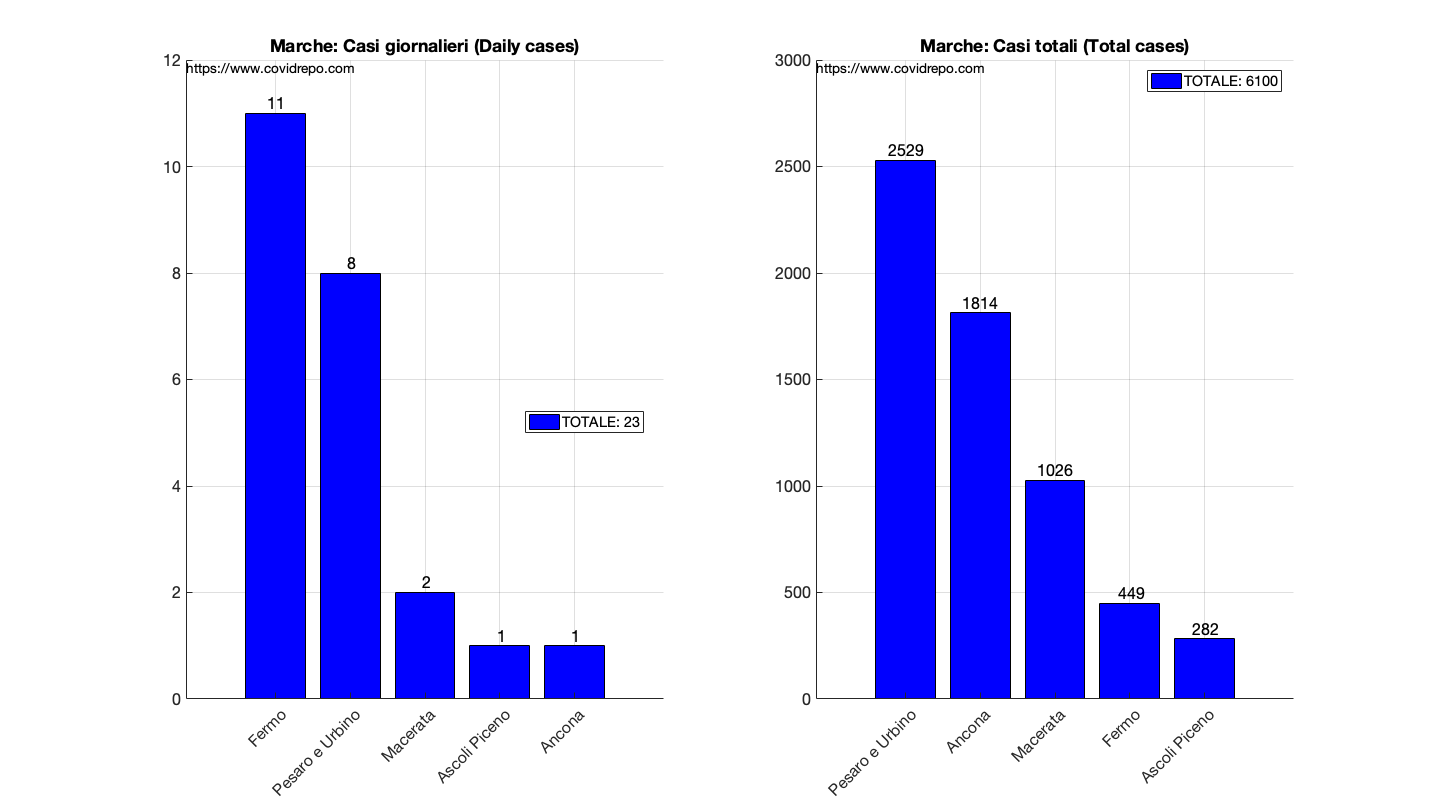 Marche: Casi giornalieri (Daily cases)
https://www.covidrepo.com
12
10
8
6
4
2
0
11
8
2
1
1
TOTALE: 23
Fermo
Pesaro e Urbino
Macerata
Ascoli Piceno
Ancona
Marche: Casi totali (Total cases)
https://www.covidrepo.com
TOTALE: 6100
3000
2500
2000
1500
1000
500
0
2529
1814
1026
449
282
Pesaro e Urbino
Ancona
Macerata
Fermo
Ascoli Piceno